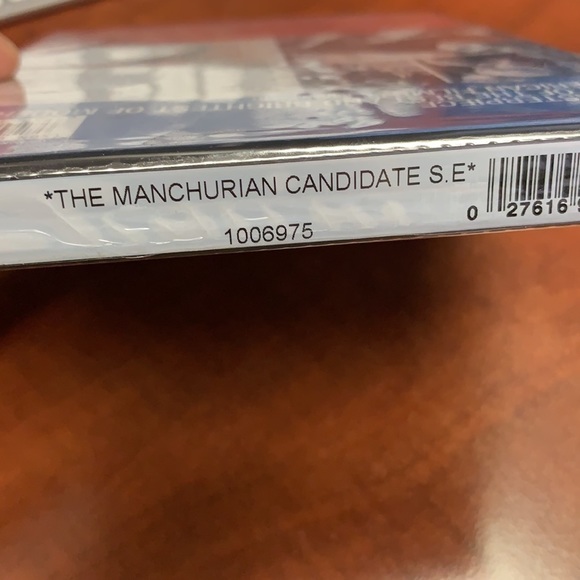 *THE MANCHURIAN CANDIDATE S.E*
1006975
0 27616